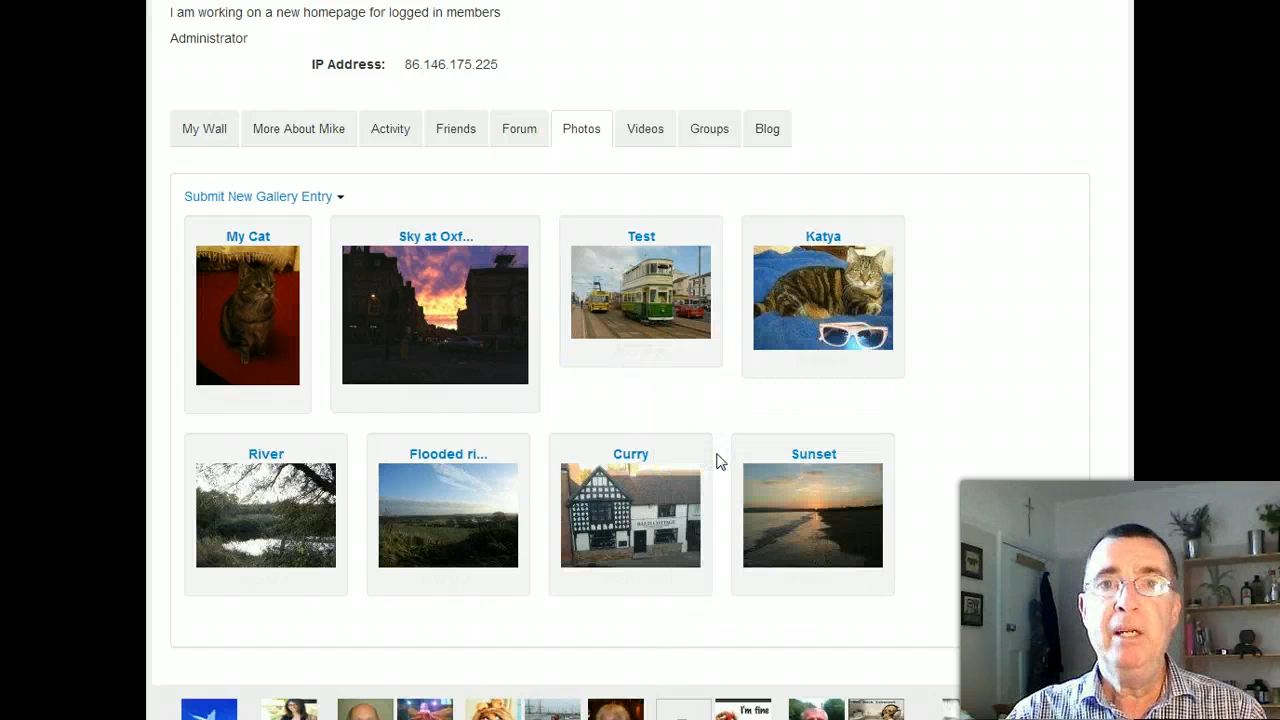 I am working on a new homepage for logged in members
Administrator
IP Address: 86.146.175.225
My Wall More About Mike Activity Friends Forum Photos Videos Groups Blog
Submit New Gallery Entry
My Cat Sky at Oxf... Test Katya
River Flooded ri... Curry Sunset
I'm fine